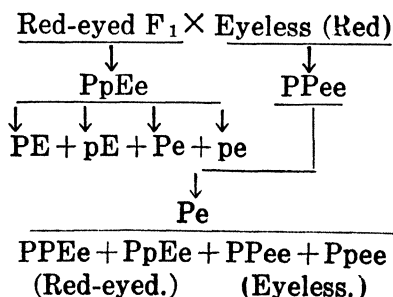 Red-eyed F₁ × Eyeless (Red)
PpEe PPee
PE + pE + Pe + pe
Pe
PPEe + PpEe + PPee + Ppee
(Red-eyed.) (Eyeless.)